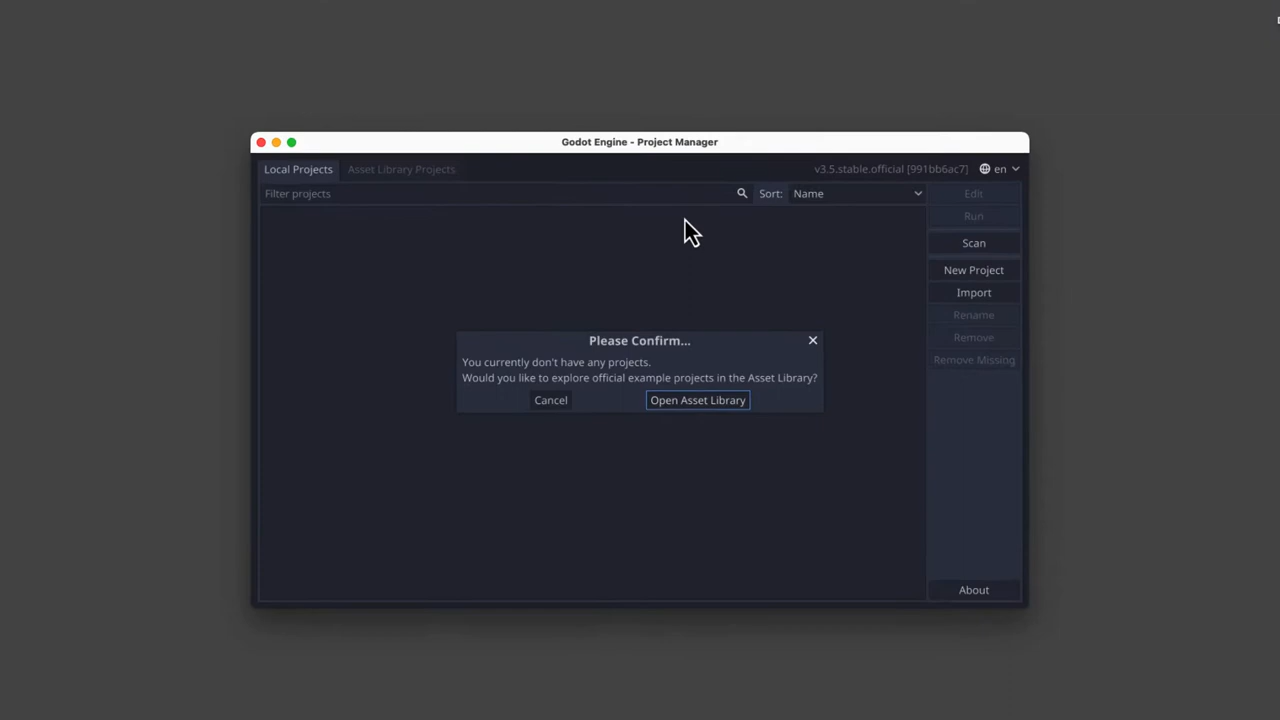 Godot Engine - Project Manager
Local Projects
Asset Library Projects
v3.5.stable.official [991bb6ac7]
en
Filter projects
Sort:
Name
Edit
Run
Scan
New Project
Import
Rename
Remove
Remove Missing
Please Confirm...
You currently don't have any projects.
Would you like to explore official example projects in the Asset Library?
Cancel
Open Asset Library
About